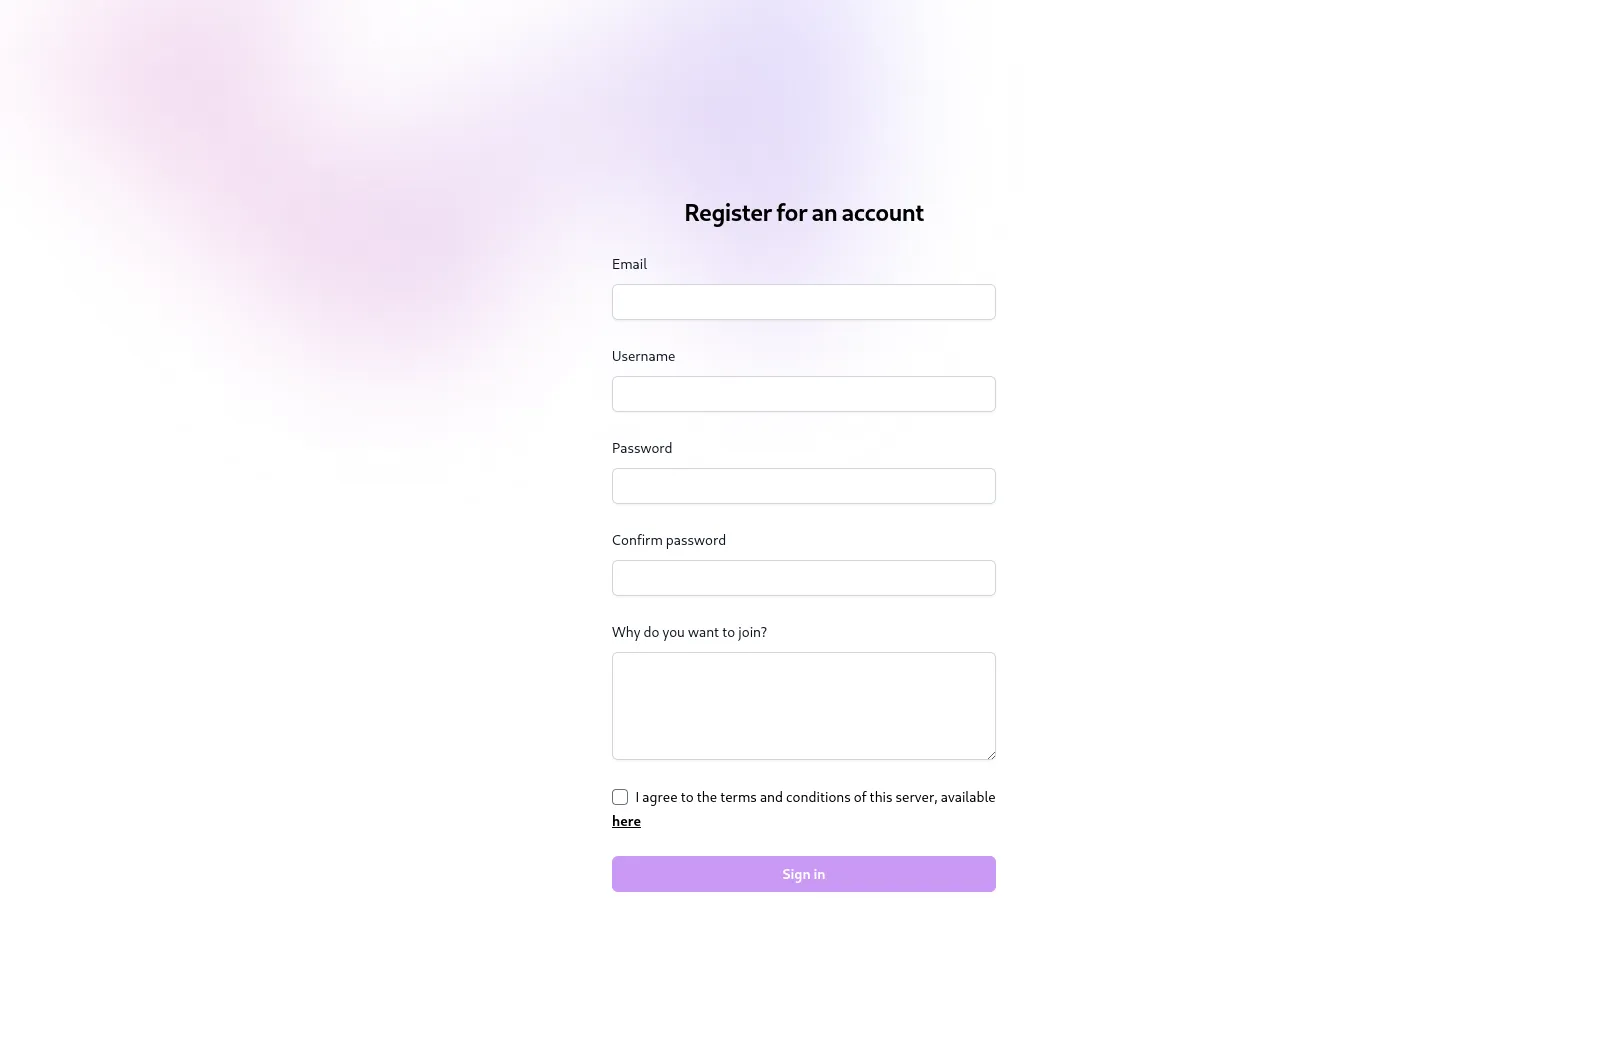 Register for an account
Email
Username
Password
Confirm password
Why do you want to join?
I agree to the terms and conditions of this server, available
here
Sign in